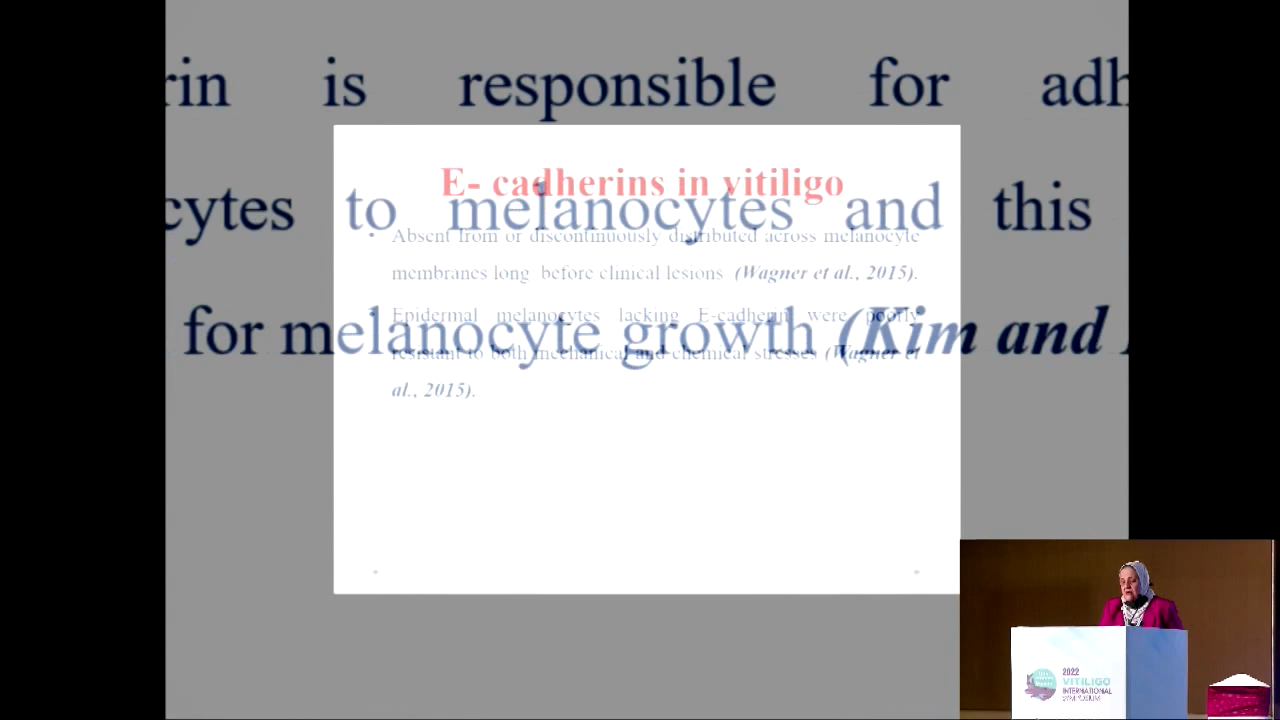 rin is responsible for adh
cytes to melanocytes and this
for melanocyte growth (Kim and
E- cadherins in vitiligo
• Absent from or discontinuously distributed across melanocyte
membranes long before clinical lesions (Wagner et al., 2015).
Epidermal melanocytes lacking E-cadherin were poorly
resistant to both mechanical and chemical stresses (Wagner et
al., 2015).
2022
VITILIGO
INTERNATIONAL
SYMPOSIUM